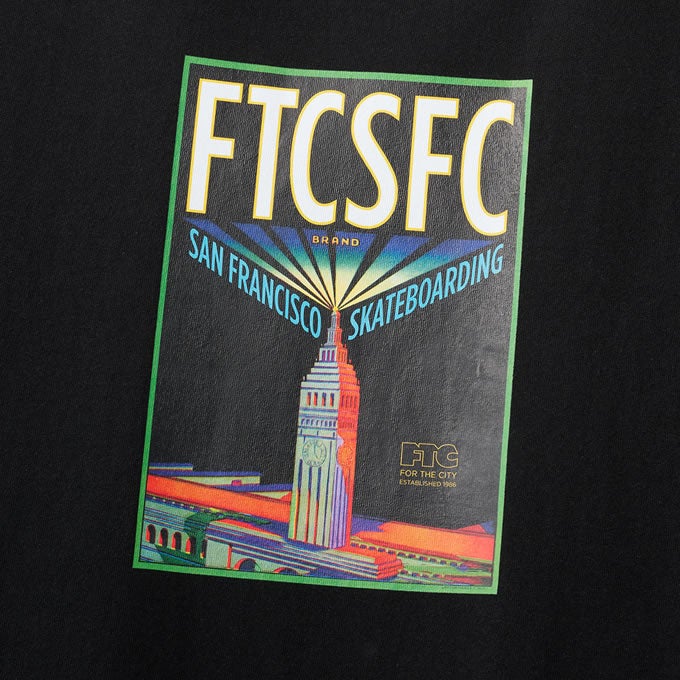 FTCSFC
BRAND
SAN FRANCISCO
SKATEBOARDING
FTC
FOR THE CITY
ESTABLISHED 1986